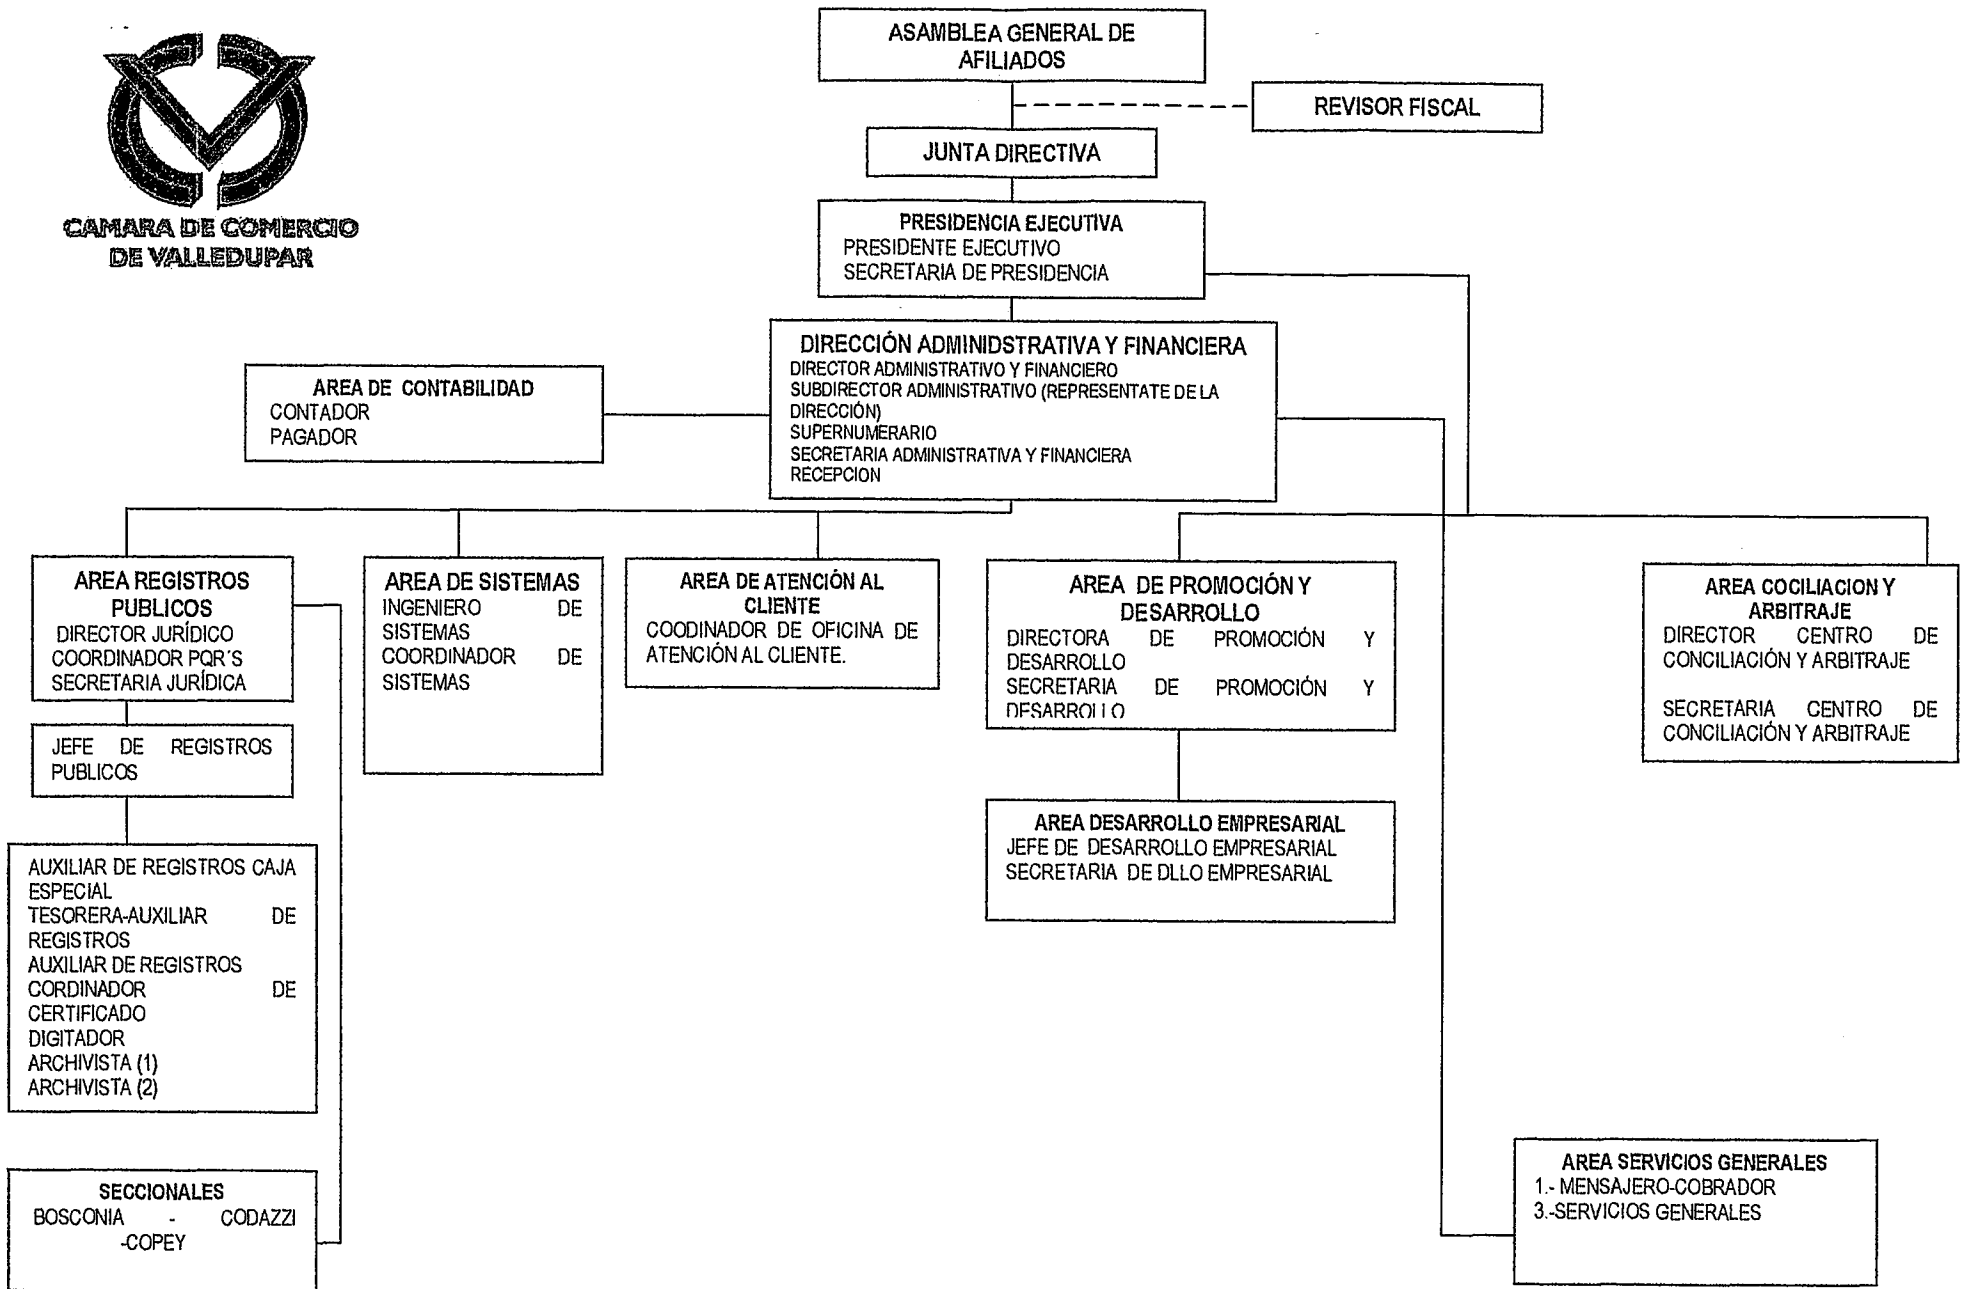 CAMARA DE COMERCIO
DE VALLEDUPAR
ASAMBLEA GENERAL DE
AFILIADOS
REVISOR FISCAL
JUNTA DIRECTIVA
PRESIDENCIA EJECUTIVA
PRESIDENTE EJECUTIVO
SECRETARIA DE PRESIDENCIA
DIRECCIÓN ADMINIDSTRATIVA Y FINANCIERA
DIRECTOR ADMINISTRATIVO Y FINANCIERO
SUBDIRECTOR ADMINISTRATIVO (REPRESENTATE DE LA
DIRECCIÓN)
SUPERNUMERARIO
SECRETARIA ADMINISTRATIVA Y FINANCIERA
RECEPCION
AREA DE CONTABILIDAD
CONTADOR
PAGADOR
AREA REGISTROS
PUBLICOS
DIRECTOR JURÍDICO
COORDINADOR PQR´S
SECRETARIA JURÍDICA
JEFE DE REGISTROS
PUBLICOS
AUXILIAR DE REGISTROS CAJA
ESPECIAL
TESORERA-AUXILIAR DE
REGISTROS
AUXILIAR DE REGISTROS
CORDINADOR DE
CERTIFICADO
DIGITADOR
ARCHIVISTA (1)
ARCHIVISTA (2)
SECCIONALES
BOSCONIA - CODAZZI
-COPEY
AREA DE SISTEMAS
INGENIERO DE
SISTEMAS
COORDINADOR DE
SISTEMAS
AREA DE ATENCIÓN AL
CLIENTE
COODINADOR DE OFICINA DE
ATENCIÓN AL CLIENTE.
AREA DE PROMOCIÓN Y
DESARROLLO
DIRECTORA DE PROMOCIÓN Y
DESARROLLO
SECRETARIA DE PROMOCIÓN Y
DESARROLLO
AREA DESARROLLO EMPRESARIAL
JEFE DE DESARROLLO EMPRESARIAL
SECRETARIA DE DLLO EMPRESARIAL
AREA COCILIACION Y
ARBITRAJE
DIRECTOR CENTRO DE
CONCILIACIÓN Y ARBITRAJE
SECRETARIA CENTRO DE
CONCILIACIÓN Y ARBITRAJE
AREA SERVICIOS GENERALES
1.- MENSAJERO-COBRADOR
3.-SERVICIOS GENERALES